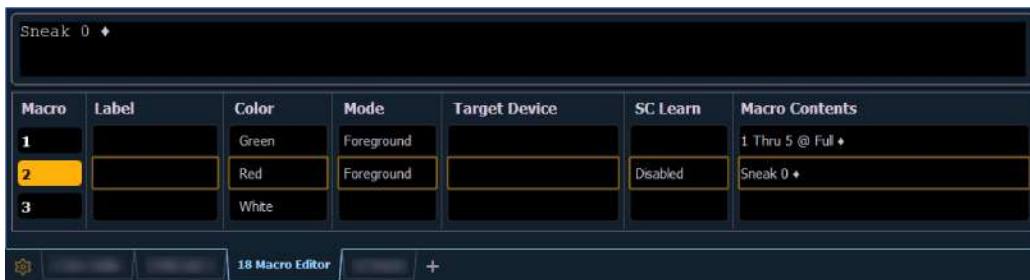 Sneak 0 ♦
Macro Label Color Mode Target Device SC Learn Macro Contents
1 Green Foreground 1 Thru 5 @ Full ♦
2 Red Foreground Disabled Sneak 0 ♦
3 White
18 Macro Editor +